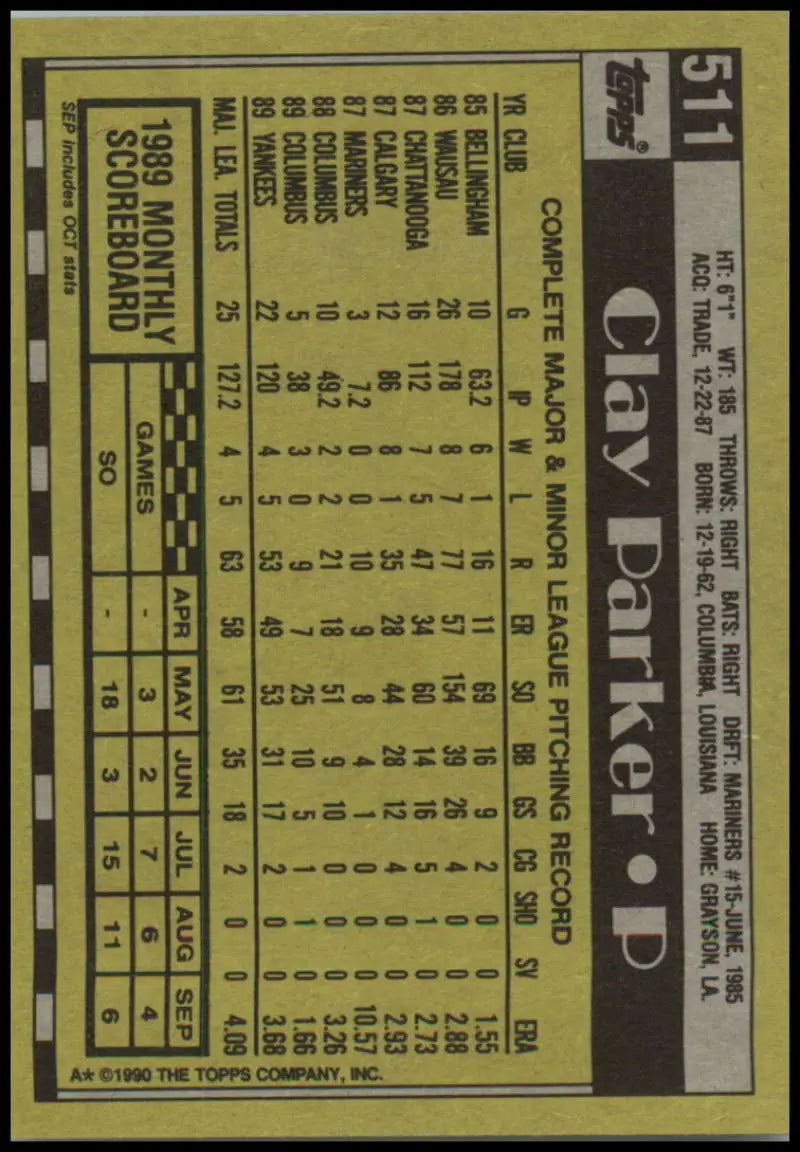 511
HT: 6"1" WT: 185 THROWS: RIGHT BATS: RIGHT DRFT: MARINERS #15-JUNE, 1985
ACQ: TRADE, 12-22-87 BORN: 12-19-62, COLUMBIA, LOUISIANA HOME: GRAYSON, LA.
topps®
Clay Parker • P
COMPLETE MAJOR & MINOR LEAGUE PITCHING RECORD
YR CLUB G IP W L R ER SO BB GS CG SHO SV ERA
85 BELLINGHAM 10 63.2 6 1 16 11 69 16 9 2 0 0 1.55
86 WAUSAU 26 178 8 7 77 57 154 39 26 4 0 0 2.88
87 CHATTANOOGA 16 112 7 5 47 34 60 14 16 5 1 0 2.73
87 CALGARY 12 86 8 1 35 28 44 28 12 4 0 0 2.93
87 MARINERS 3 7.2 0 0 10 9 8 4 1 0 0 0 10.57
88 COLUMBUS 10 49.2 2 2 21 18 51 9 10 0 0 0 3.26
89 COLUMBUS 5 38 3 0 9 7 25 10 5 1 1 0 1.66
89 YANKEES 22 120 4 5 53 49 53 31 17 2 0 0 3.68
MAJ. LEA. TOTALS 25 127.2 4 5 63 58 61 35 18 2 0 0 4.09
1989 MONTHLY
SCOREBOARD
APR MAY JUN JUL AUG SEP
GAMES - 3 2 7 6 4
SO - 18 3 15 11 6
SEP includes OCT stats
A* ©1990 THE TOPPS COMPANY, INC.